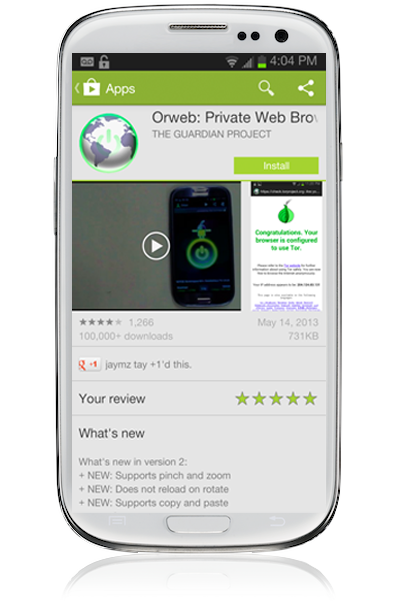 4:04 PM
Apps
Orweb: Private Web Brov
THE GUARDIAN PROJECT
Install
Congratulations. Your
browser is configured
to use Tor.
1,266
May 14, 2013
100,000+ downloads
731KB
+1
jaymz tay +1'd this.
Your review
What's new
What's new in version 2:
+ NEW: Supports pinch and zoom
+ NEW: Does not reload on rotate
+ NEW: Supports copy and paste